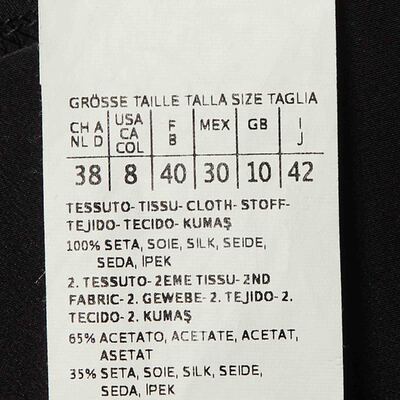 GRÖSSE TAILLE TALLA SIZE TAGLIA
CH A NL D USA CA COL F B MEX GB I J
38 8 40 30 10 42
TESSUTO- TISSU- CLOTH- STOFF-
TEJIDO- TECIDO- KUMAŞ
100% SETA, SOIE, SILK, SEIDE,
SEDA, İPEK
2. TESSUTO- 2EME TISSU- 2ND
FABRIC- 2. GEWEBE- 2. TEJIDO- 2.
TECIDO- 2. KUMAŞ
65% ACETATO, ACETATE, ACETAT,
ASETAT
35% SETA, SOIE, SILK, SEIDE,
SEDA, İPEK